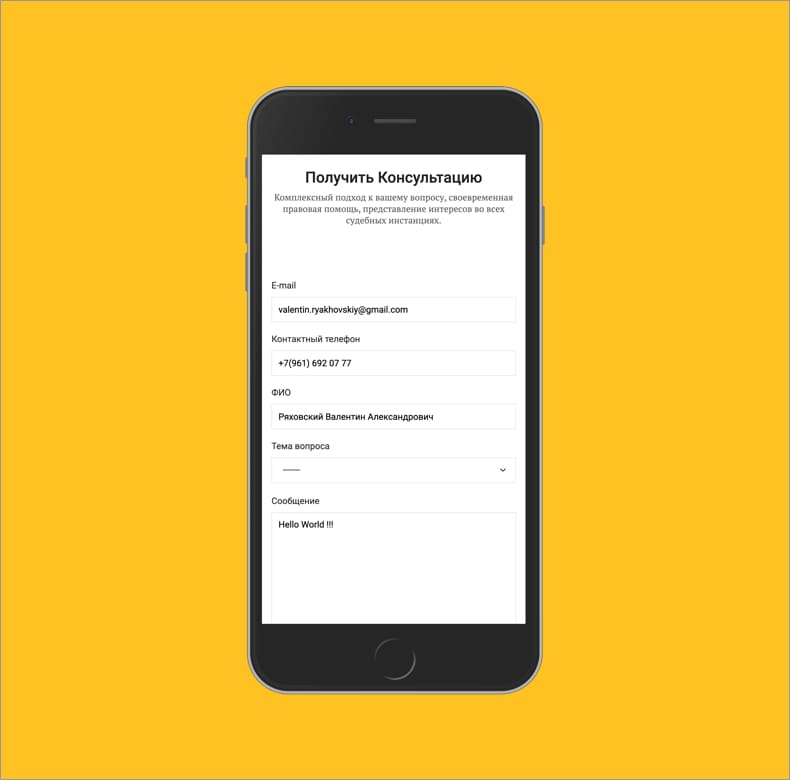 Получить Консультацию
Комплексный подход к вашему вопросу, своевременная
правовая помощь, представление интересов во всех
судебных инстанциях.
E-mail
valentin.ryakhovskiy@gmail.com
Контактный телефон
+7(961) 692 07 77
ФИО
Ряховский Валентин Александрович
Тема вопроса
——
Сообщение
Hello World !!!